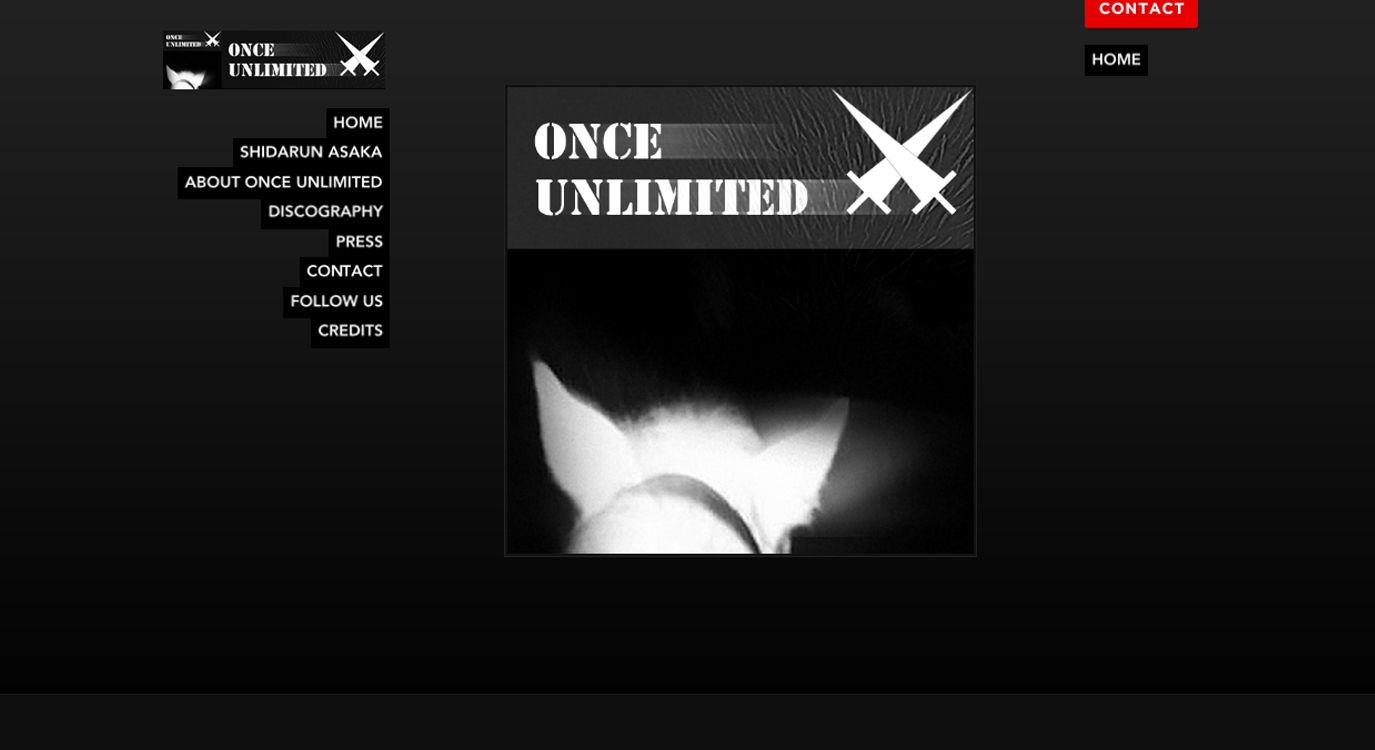 CONTACT
HOME
ONCE
UNLIMITED
ONCE
UNLIMITED
HOME
SHIDARUN ASAKA
ABOUT ONCE UNLIMITED
DISCOGRAPHY
PRESS
CONTACT
FOLLOW US
CREDITS
ONCE
UNLIMITED